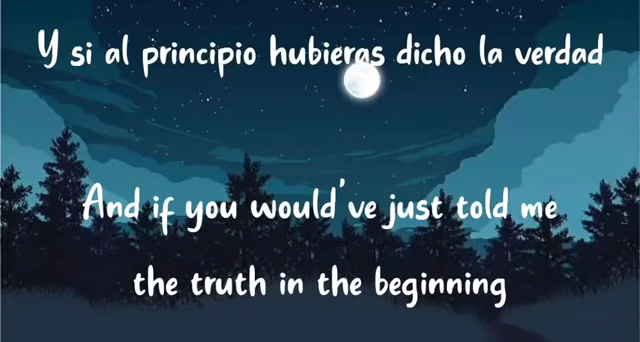 Y si al principio hubieras dicho la verdad
And if you would've just told me
the truth in the beginning